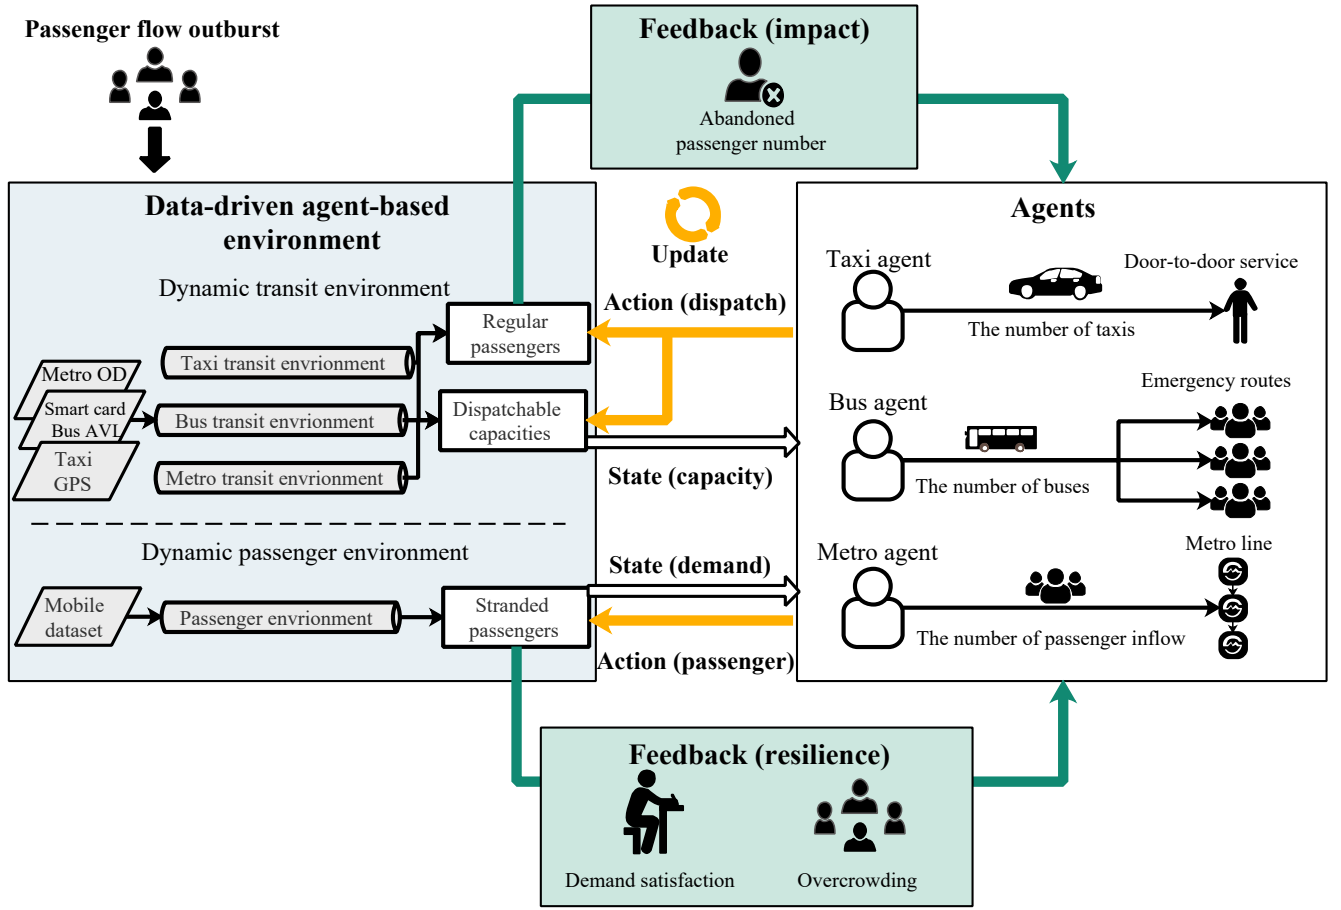 Passenger flow outburst
Feedback (impact)
Abandoned
passenger number
Data-driven agent-based
environment
Dynamic transit environment
Regular
passengers
Taxi transit envrionment
Metro OD
Smart card
Bus AVL
Taxi
GPS
Bus transit envrionment
Dispatchable
capacities
Metro transit envrionment
Dynamic passenger environment
Mobile
dataset
Passenger envrionment
Stranded
passengers
Update
Action (dispatch)
State (capacity)
State (demand)
Action (passenger)
Agents
Taxi agent
Door-to-door service
The number of taxis
Emergency routes
Bus agent
The number of buses
Metro agent
Metro line
The number of passenger inflow
Feedback (resilience)
Demand satisfaction
Overcrowding